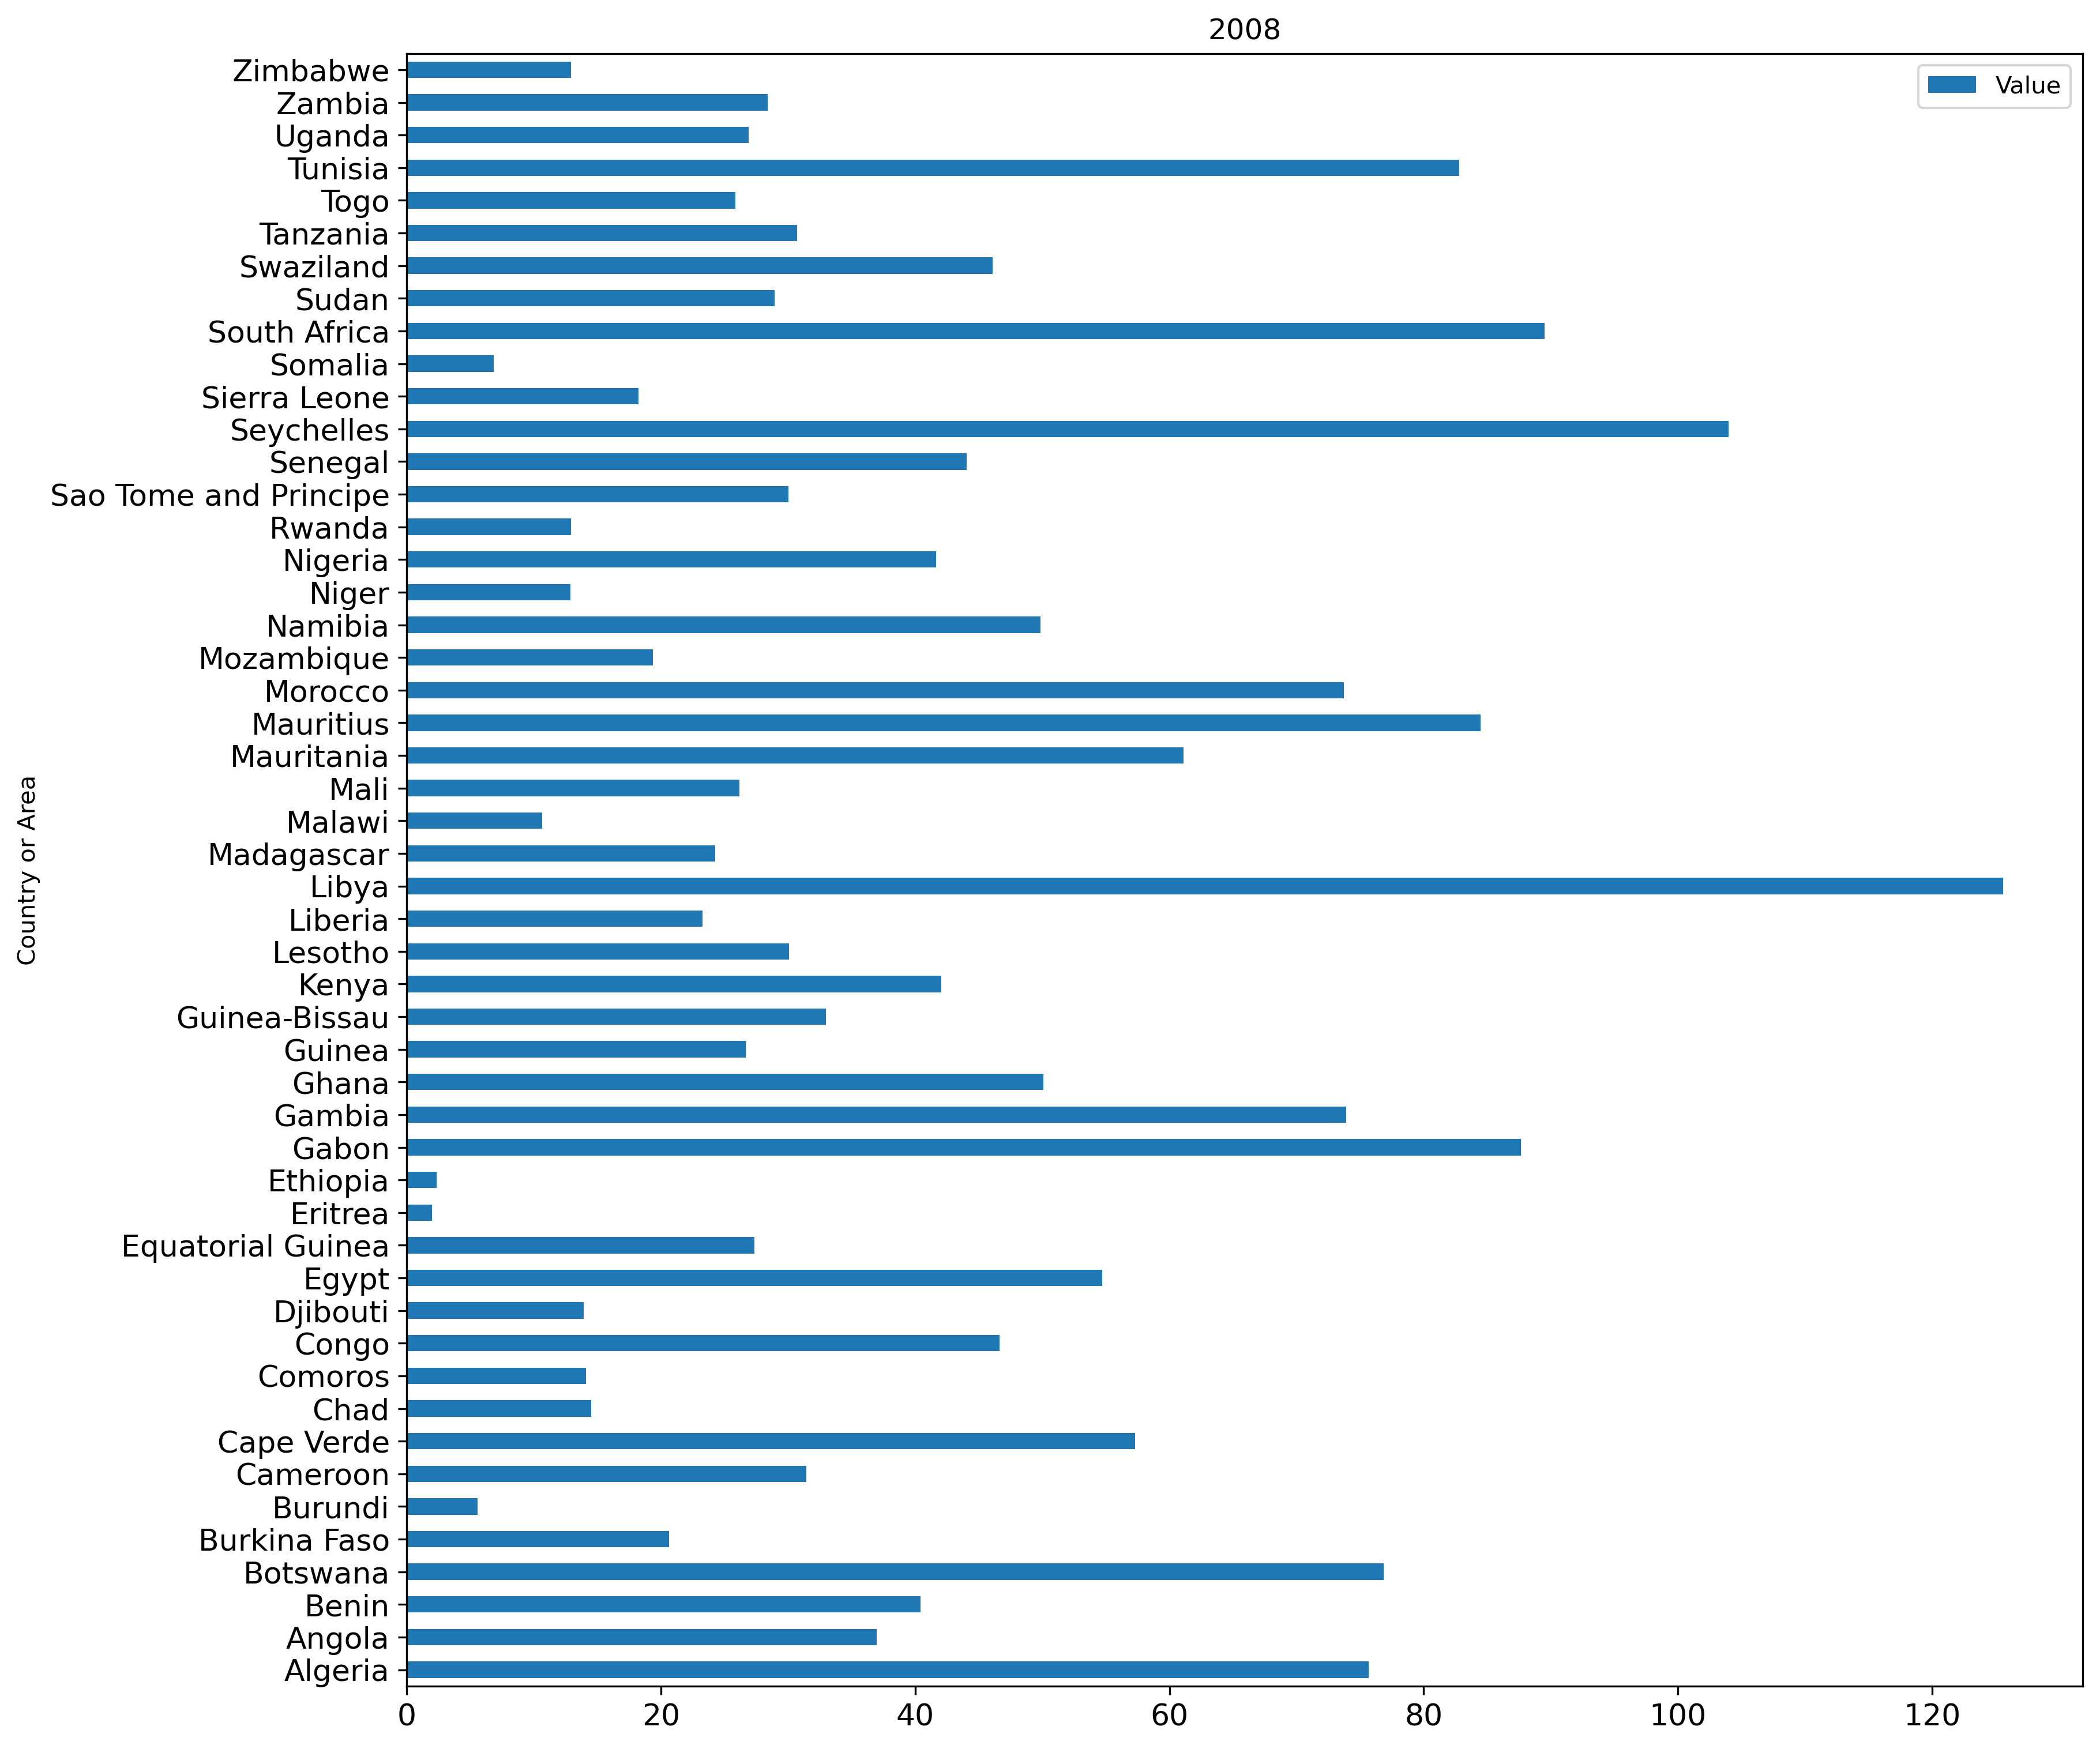 2008
Value
Zimbabwe
Zambia
Uganda
Tunisia
Togo
Tanzania
Swaziland
Sudan
South Africa
Somalia
Sierra Leone
Seychelles
Senegal
Sao Tome and Principe
Rwanda
Nigeria
Niger
Namibia
Mozambique
Morocco
Mauritius
Mauritania
Mali
Malawi
Madagascar
Libya
Liberia
Lesotho
Kenya
Guinea-Bissau
Guinea
Ghana
Gambia
Gabon
Ethiopia
Eritrea
Equatorial Guinea
Egypt
Djibouti
Congo
Comoros
Chad
Cape Verde
Cameroon
Burundi
Burkina Faso
Botswana
Benin
Angola
Algeria
Country or Area
0 20 40 60 80 100 120